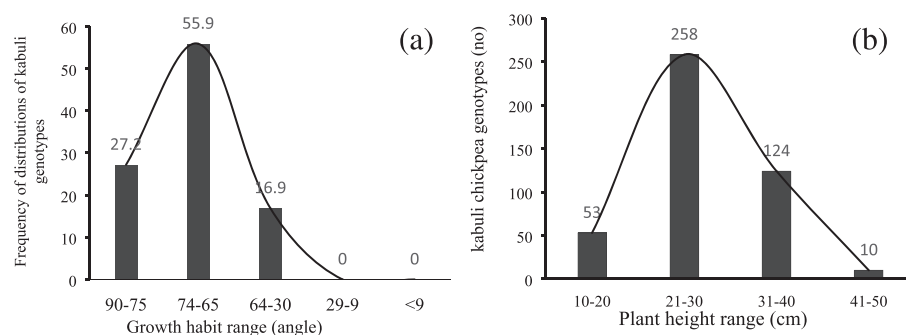 (a)
Frequency of distributions of kabuli
genotypes
60
50
40
30
20
10
0
27.2
55.9
16.9
0
0
90-75 74-65 64-30 29-9 <9
Growth habit range (angle)
(b)
kabuli chickpea genotypes (no)
300
250
200
150
100
50
0
53
258
124
10
10-20 21-30 31-40 41-50
Plant height range (cm)